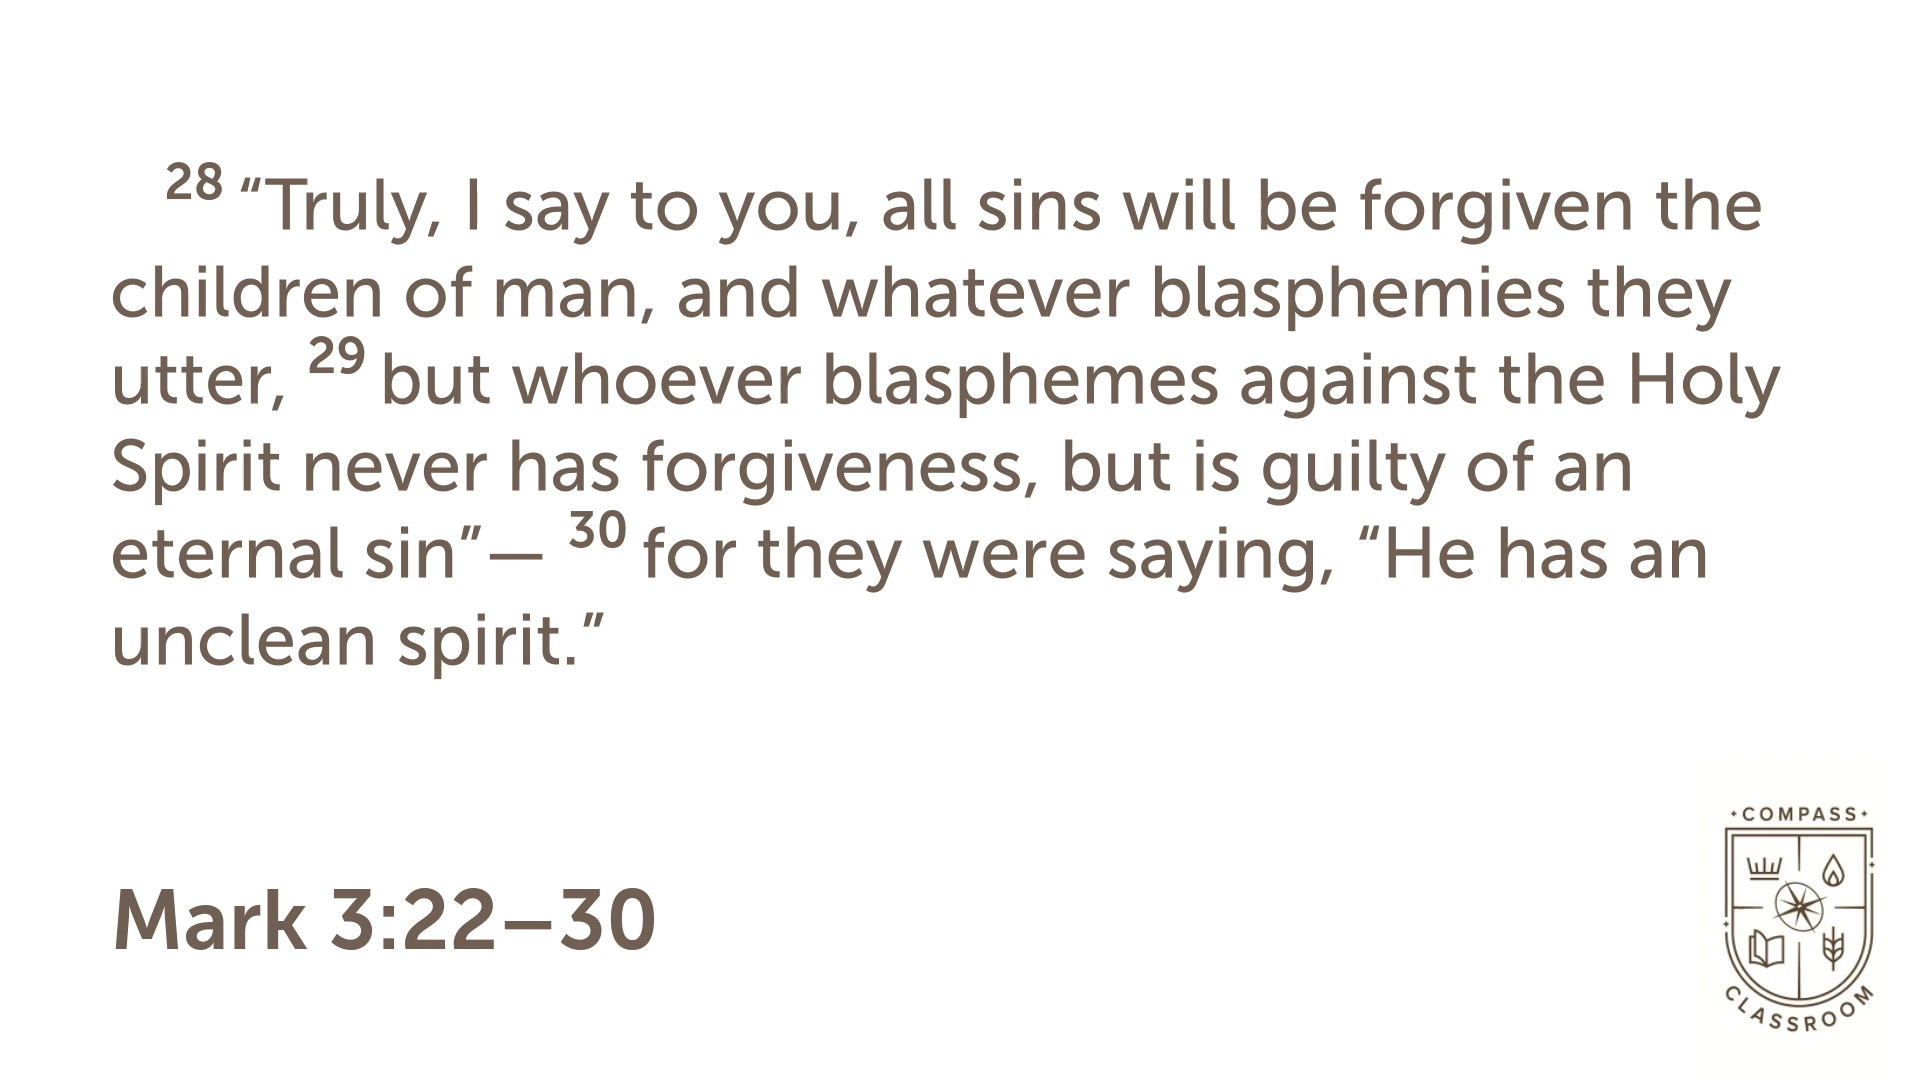 28 “Truly, I say to you, all sins will be forgiven the
children of man, and whatever blasphemies they
utter, 29 but whoever blasphemes against the Holy
Spirit never has forgiveness, but is guilty of an
eternal sin”— 30 for they were saying, “He has an
unclean spirit.”
Mark 3:22–30
COMPASS
CLASSROOM